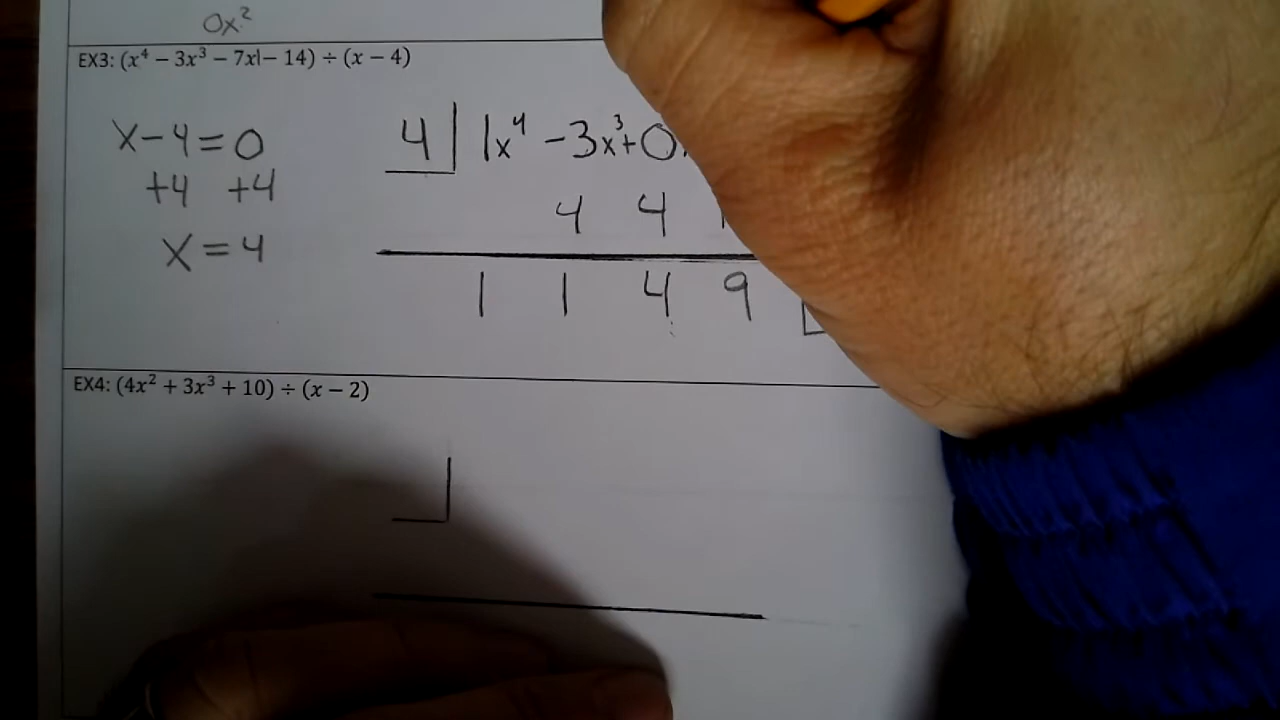 0x²
EX3: (x⁴ − 3x³ − 7x − 14) ÷ (x − 4)
x − 4 = 0
+4 +4
x = 4
4 1x⁴ − 3x³ + 0
4 4
1 1 4 9
EX4: (4x² + 3x³ + 10) ÷ (x − 2)